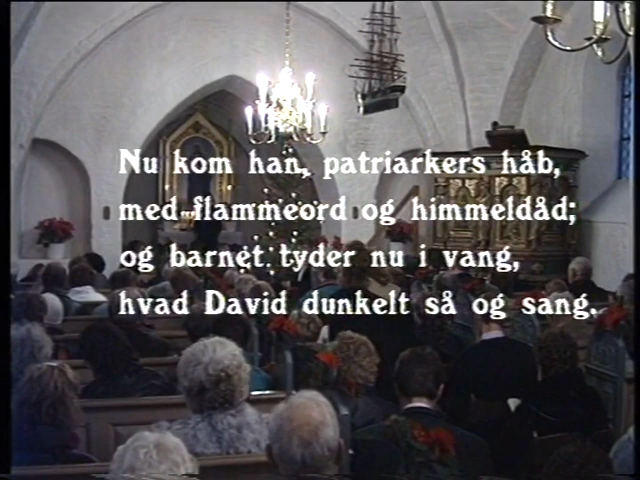 Nu kom han, patriarkers håb,
med flammeord og himmeldåd;
og barnet tyder nu i vang,
hvad David dunkelt så og sang.